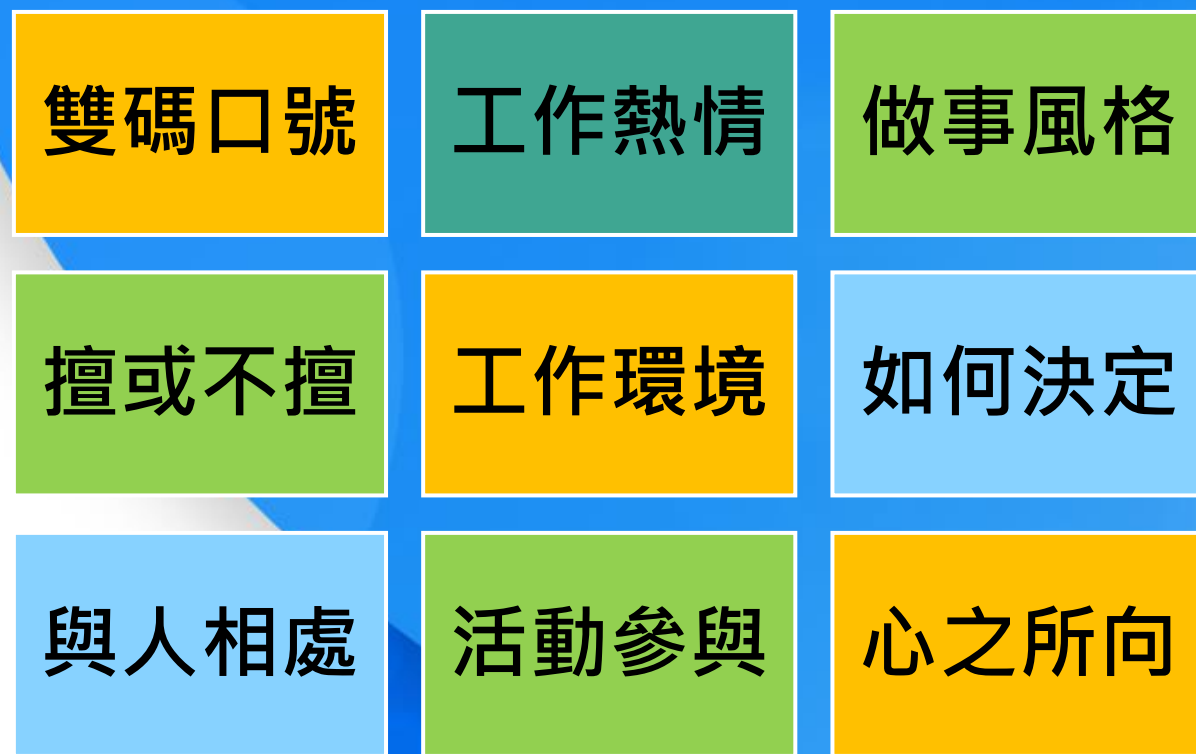 雙碼口號
工作熱情
做事風格
擅或不擅
工作環境
如何決定
與人相處
活動參與
心之所向